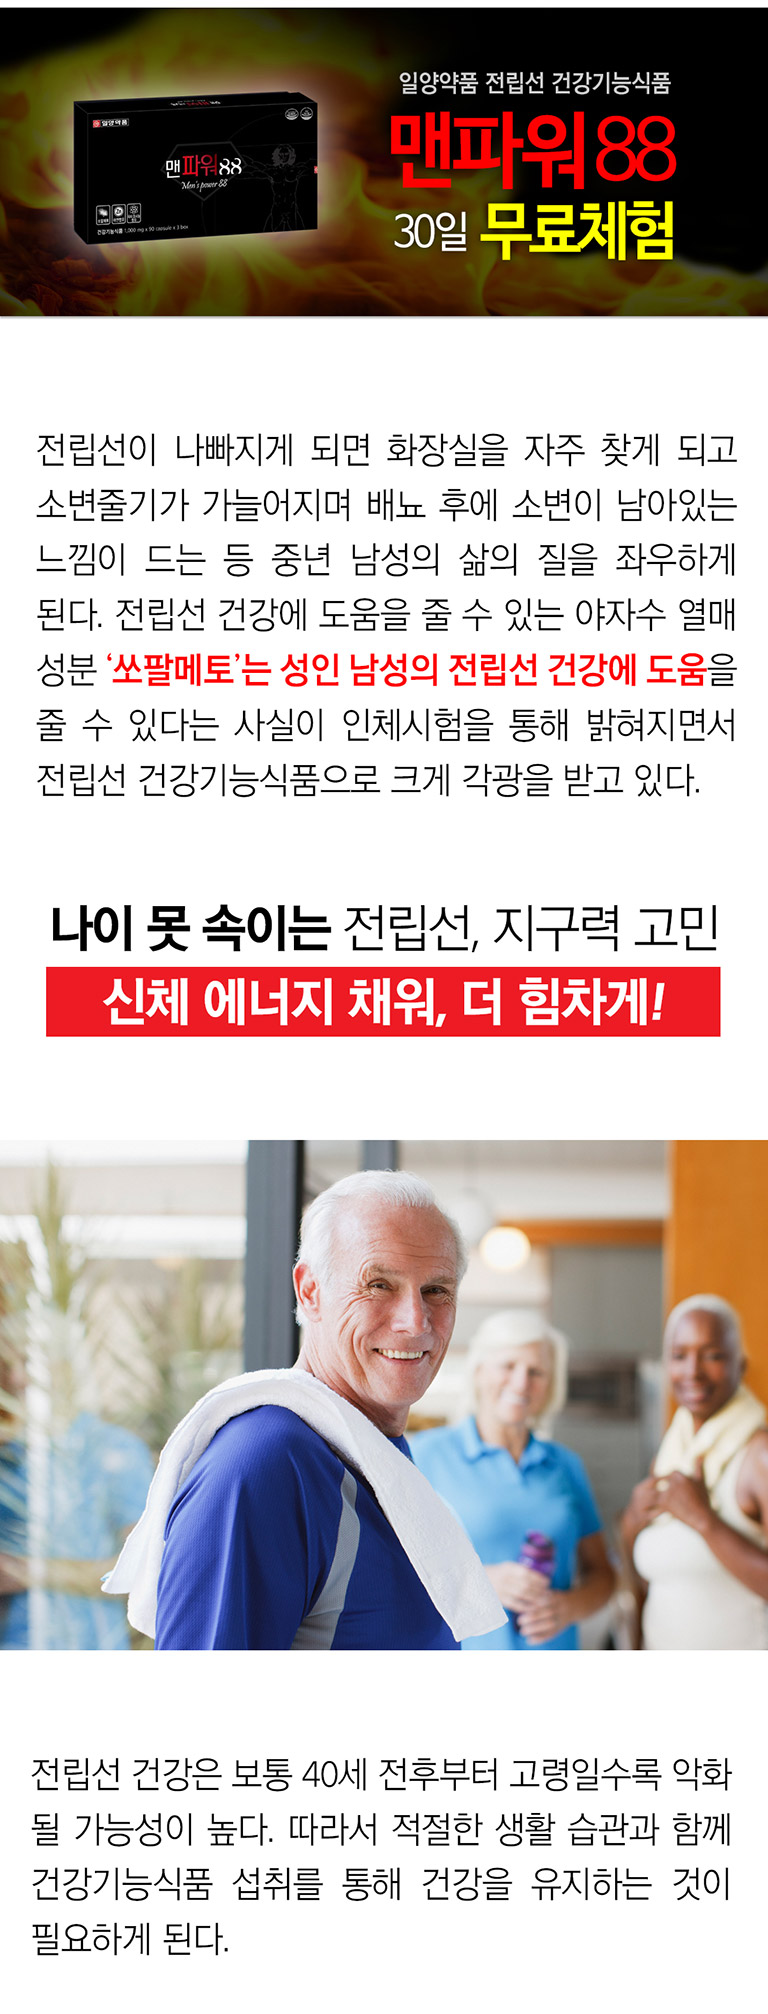 일양약품 전립선 건강기능식품
맨파워 88
30일 무료체험
일양약품
맨파워88
Men's power 88
건강기능식품 1,000 mg x 90 capsule x 3 box
전립선이 나빠지게 되면 화장실을 자주 찾게 되고
소변줄기가 가늘어지며 배뇨 후에 소변이 남아있는
느낌이 드는 등 중년 남성의 삶의 질을 좌우하게
된다. 전립선 건강에 도움을 줄 수 있는 야자수 열매
성분 ‘쏘팔메토’는 성인 남성의 전립선 건강에 도움을
줄 수 있다는 사실이 인체시험을 통해 밝혀지면서
전립선 건강기능식품으로 크게 각광을 받고 있다.
나이 못 속이는 전립선, 지구력 고민
신체 에너지 채워, 더 힘차게!
전립선 건강은 보통 40세 전후부터 고령일수록 악화
될 가능성이 높다. 따라서 적절한 생활 습관과 함께
건강기능식품 섭취를 통해 건강을 유지하는 것이
필요하게 된다.